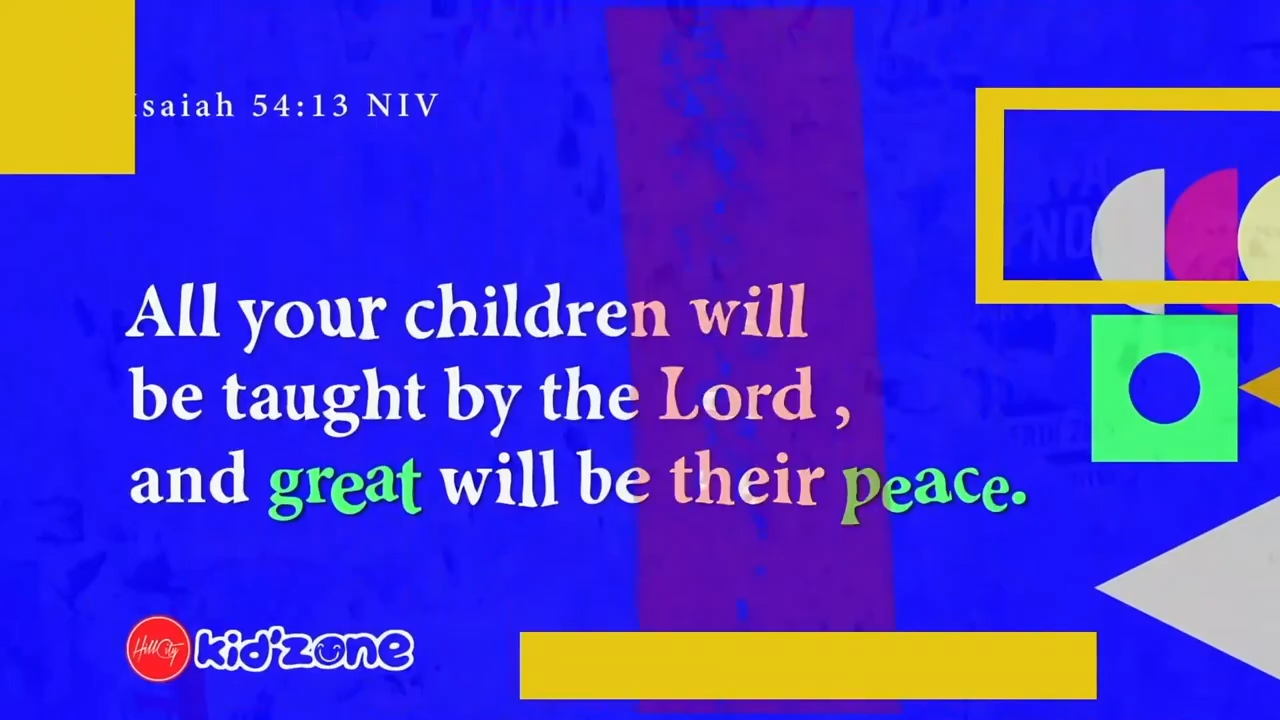 Isaiah 54:13 NIV
All your children will
be taught by the Lord ,
and great will be their peace.
HillCity kid'zone